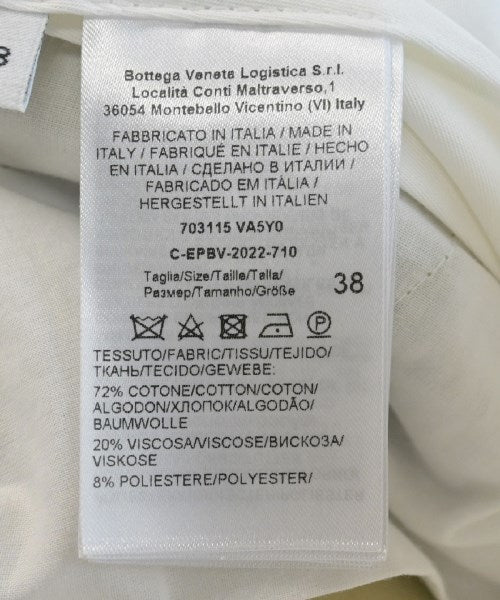 8
Bottega Veneta Logistica S.r.l.
Località Conti Maltraverso,1
36054 Montebello Vicentino (VI) Italy
FABBRICATO IN ITALIA / MADE IN
ITALY / FABRIQUÉ EN ITALIE / HECHO
EN ITALIA / СДЕЛАНО В ИТАЛИИ /
FABRICADO EM ITÁLIA /
HERGESTELLT IN ITALIEN
703115 VA5Y0
C-EPBV-2022-710
Taglia/Size/Taille/Talla/
Размер/Tamanho/Größe 38
P
TESSUTO/FABRIC/TISSU/TEJIDO/
ТКАНЬ/TECIDO/GEWEBE:
72% COTONE/COTTON/COTON/
ALGODON/ХЛОПОК/ALGODÃO/
BAUMWOLLE
20% VISCOSA/VISCOSE/ВИСКОЗА/
VISKOSE
8% POLIESTERE/POLYESTER/